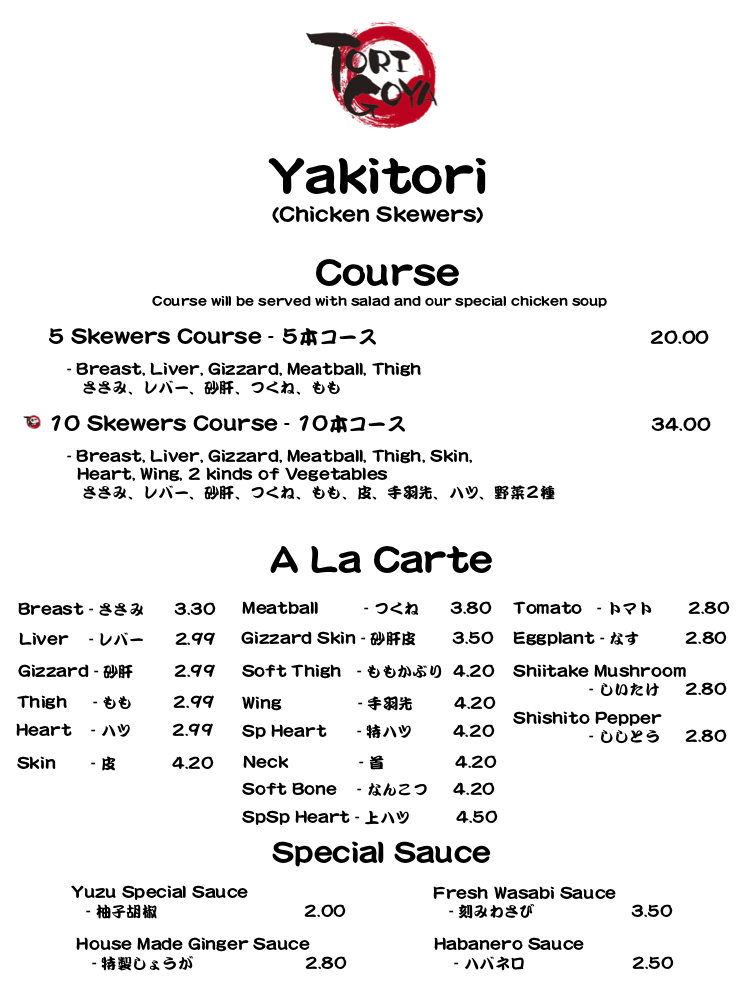 TORI
GOYA
Yakitori
(Chicken Skewers)
Course
Course will be served with salad and our special chicken soup
5 Skewers Course - 5本コース 20.00
- Breast, Liver, Gizzard, Meatball, Thigh
ささみ、レバー、砂肝、つくね、もも
10 Skewers Course - 10本コース 34.00
- Breast, Liver, Gizzard, Meatball, Thigh, Skin,
Heart, Wing, 2 kinds of Vegetables
ささみ、レバー、砂肝、つくね、もも、皮、手羽先、ハツ、野菜2種
A La Carte
Breast - ささみ 3.30
Liver - レバー 2.99
Gizzard - 砂肝 2.99
Thigh - もも 2.99
Heart - ハツ 2.99
Skin - 皮 4.20
Meatball - つくね 3.80
Gizzard Skin - 砂肝皮 3.50
Soft Thigh - ももかぶり 4.20
Wing - 手羽先 4.20
Sp Heart - 特ハツ 4.20
Neck - 首 4.20
Soft Bone - なんこつ 4.20
SpSp Heart - 上ハツ 4.50
Tomato - トマト 2.80
Eggplant - なす 2.80
Shiitake Mushroom
- しいたけ 2.80
Shishito Pepper
- ししとう 2.80
Special Sauce
Yuzu Special Sauce
- 柚子胡椒 2.00
House Made Ginger Sauce
- 特製しょうが 2.80
Fresh Wasabi Sauce
- 刻みわさび 3.50
Habanero Sauce
- ハバネロ 2.50